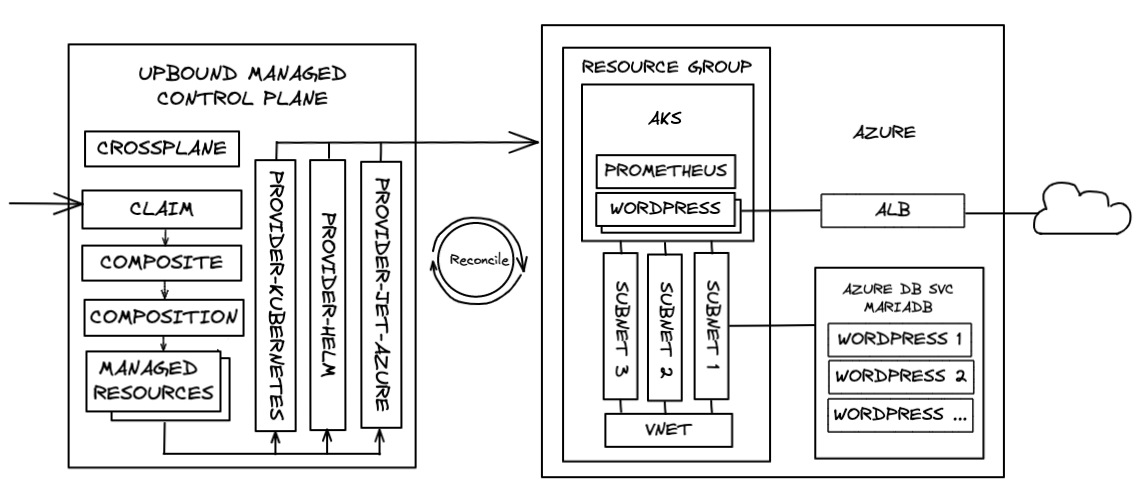 UPBOUND MANAGED
CONTROL PLANE
CROSSPLANE
CLAIM
COMPOSITE
COMPOSITION
MANAGED
RESOURCES
PROVIDER-KUBERNETES
PROVIDER-HELM
PROVIDER-JET-AZURE
Reconcile
RESOURCE GROUP
AKS
PROMETHEUS
WORDPRESS
SUBNET 3
SUBNET 2
SUBNET 1
VNET
AZURE
ALB
AZURE DB SVC
MARIADB
WORDPRESS 1
WORDPRESS 2
WORDPRESS ...